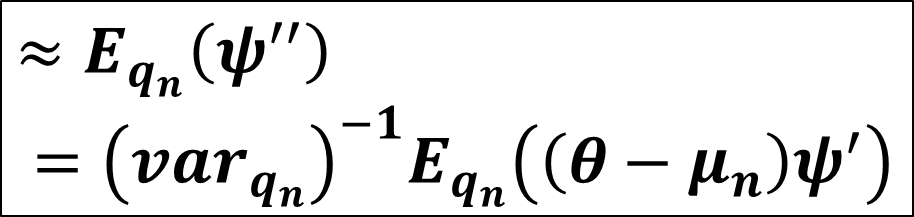 ≈ E_{q_n}(ψ′′)
= (var_{q_n})^{−1} E_{q_n}((θ − μ_n)ψ′)